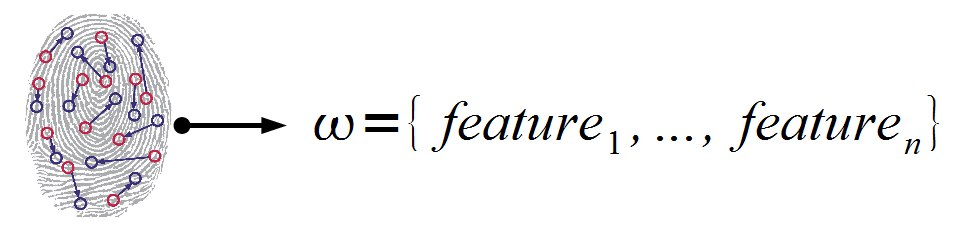 ω = { feature₁ , ... , featureₙ }